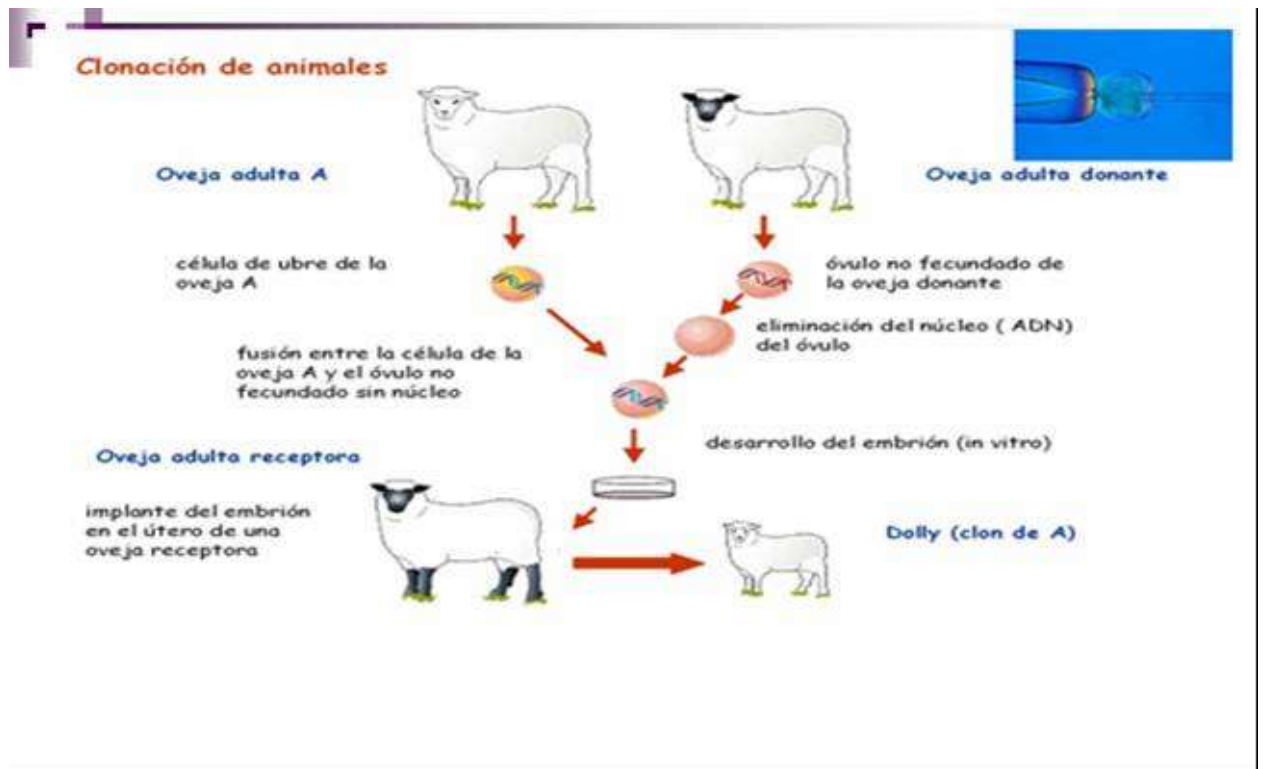 Clonación de animales
Oveja adulta A
Oveja adulta donante
célula de ubre de la
oveja A
óvulo no fecundado de
la oveja donante
eliminación del núcleo ( ADN)
del óvulo
fusión entre la célula de la
oveja A y el óvulo no
fecundado sin núcleo
desarrollo del embrión (in vitro)
Oveja adulta receptora
implante del embrión
en el útero de una
oveja receptora
Dolly (clon de A)